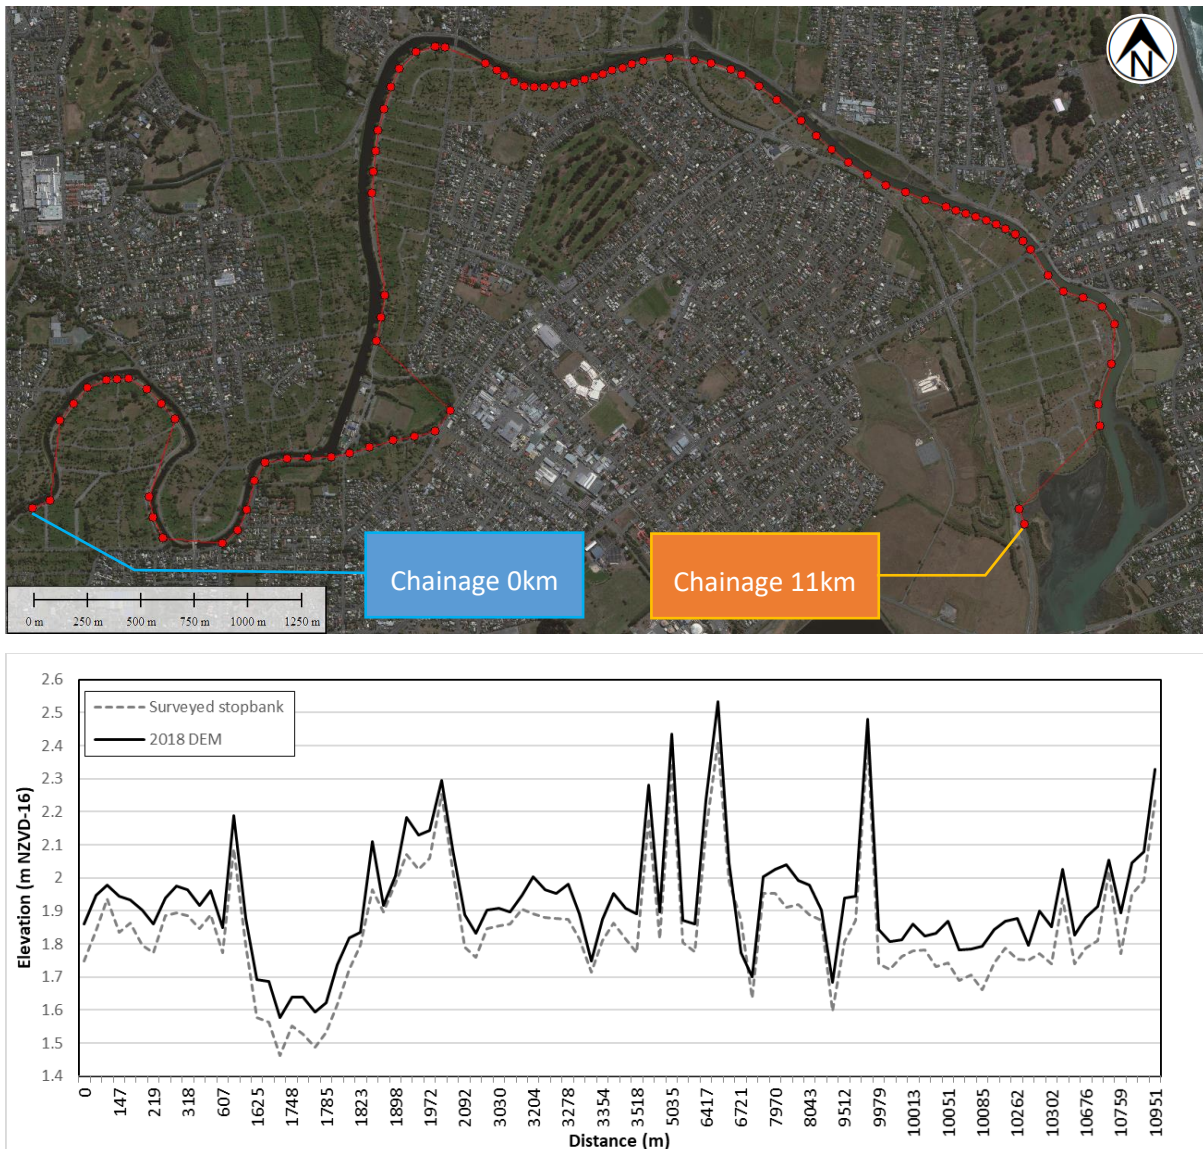 N
Chainage 0km
Chainage 11km
0 m 250 m 500 m 750 m 1000 m 1250 m
2.6
2.5
2.4
2.3
2.2
2.1
2
1.9
1.8
1.7
1.6
1.5
1.4
Elevation (m NZVD-16)
Surveyed stopbank
2018 DEM
0 147 219 318 607 1625 1748 1785 1823 1898 1972 2092 3030 3204 3278 3354 3518 5035 6417 6721 7970 8043 9512 9979 10013 10051 10085 10262 10302 10676 10759 10951
Distance (m)